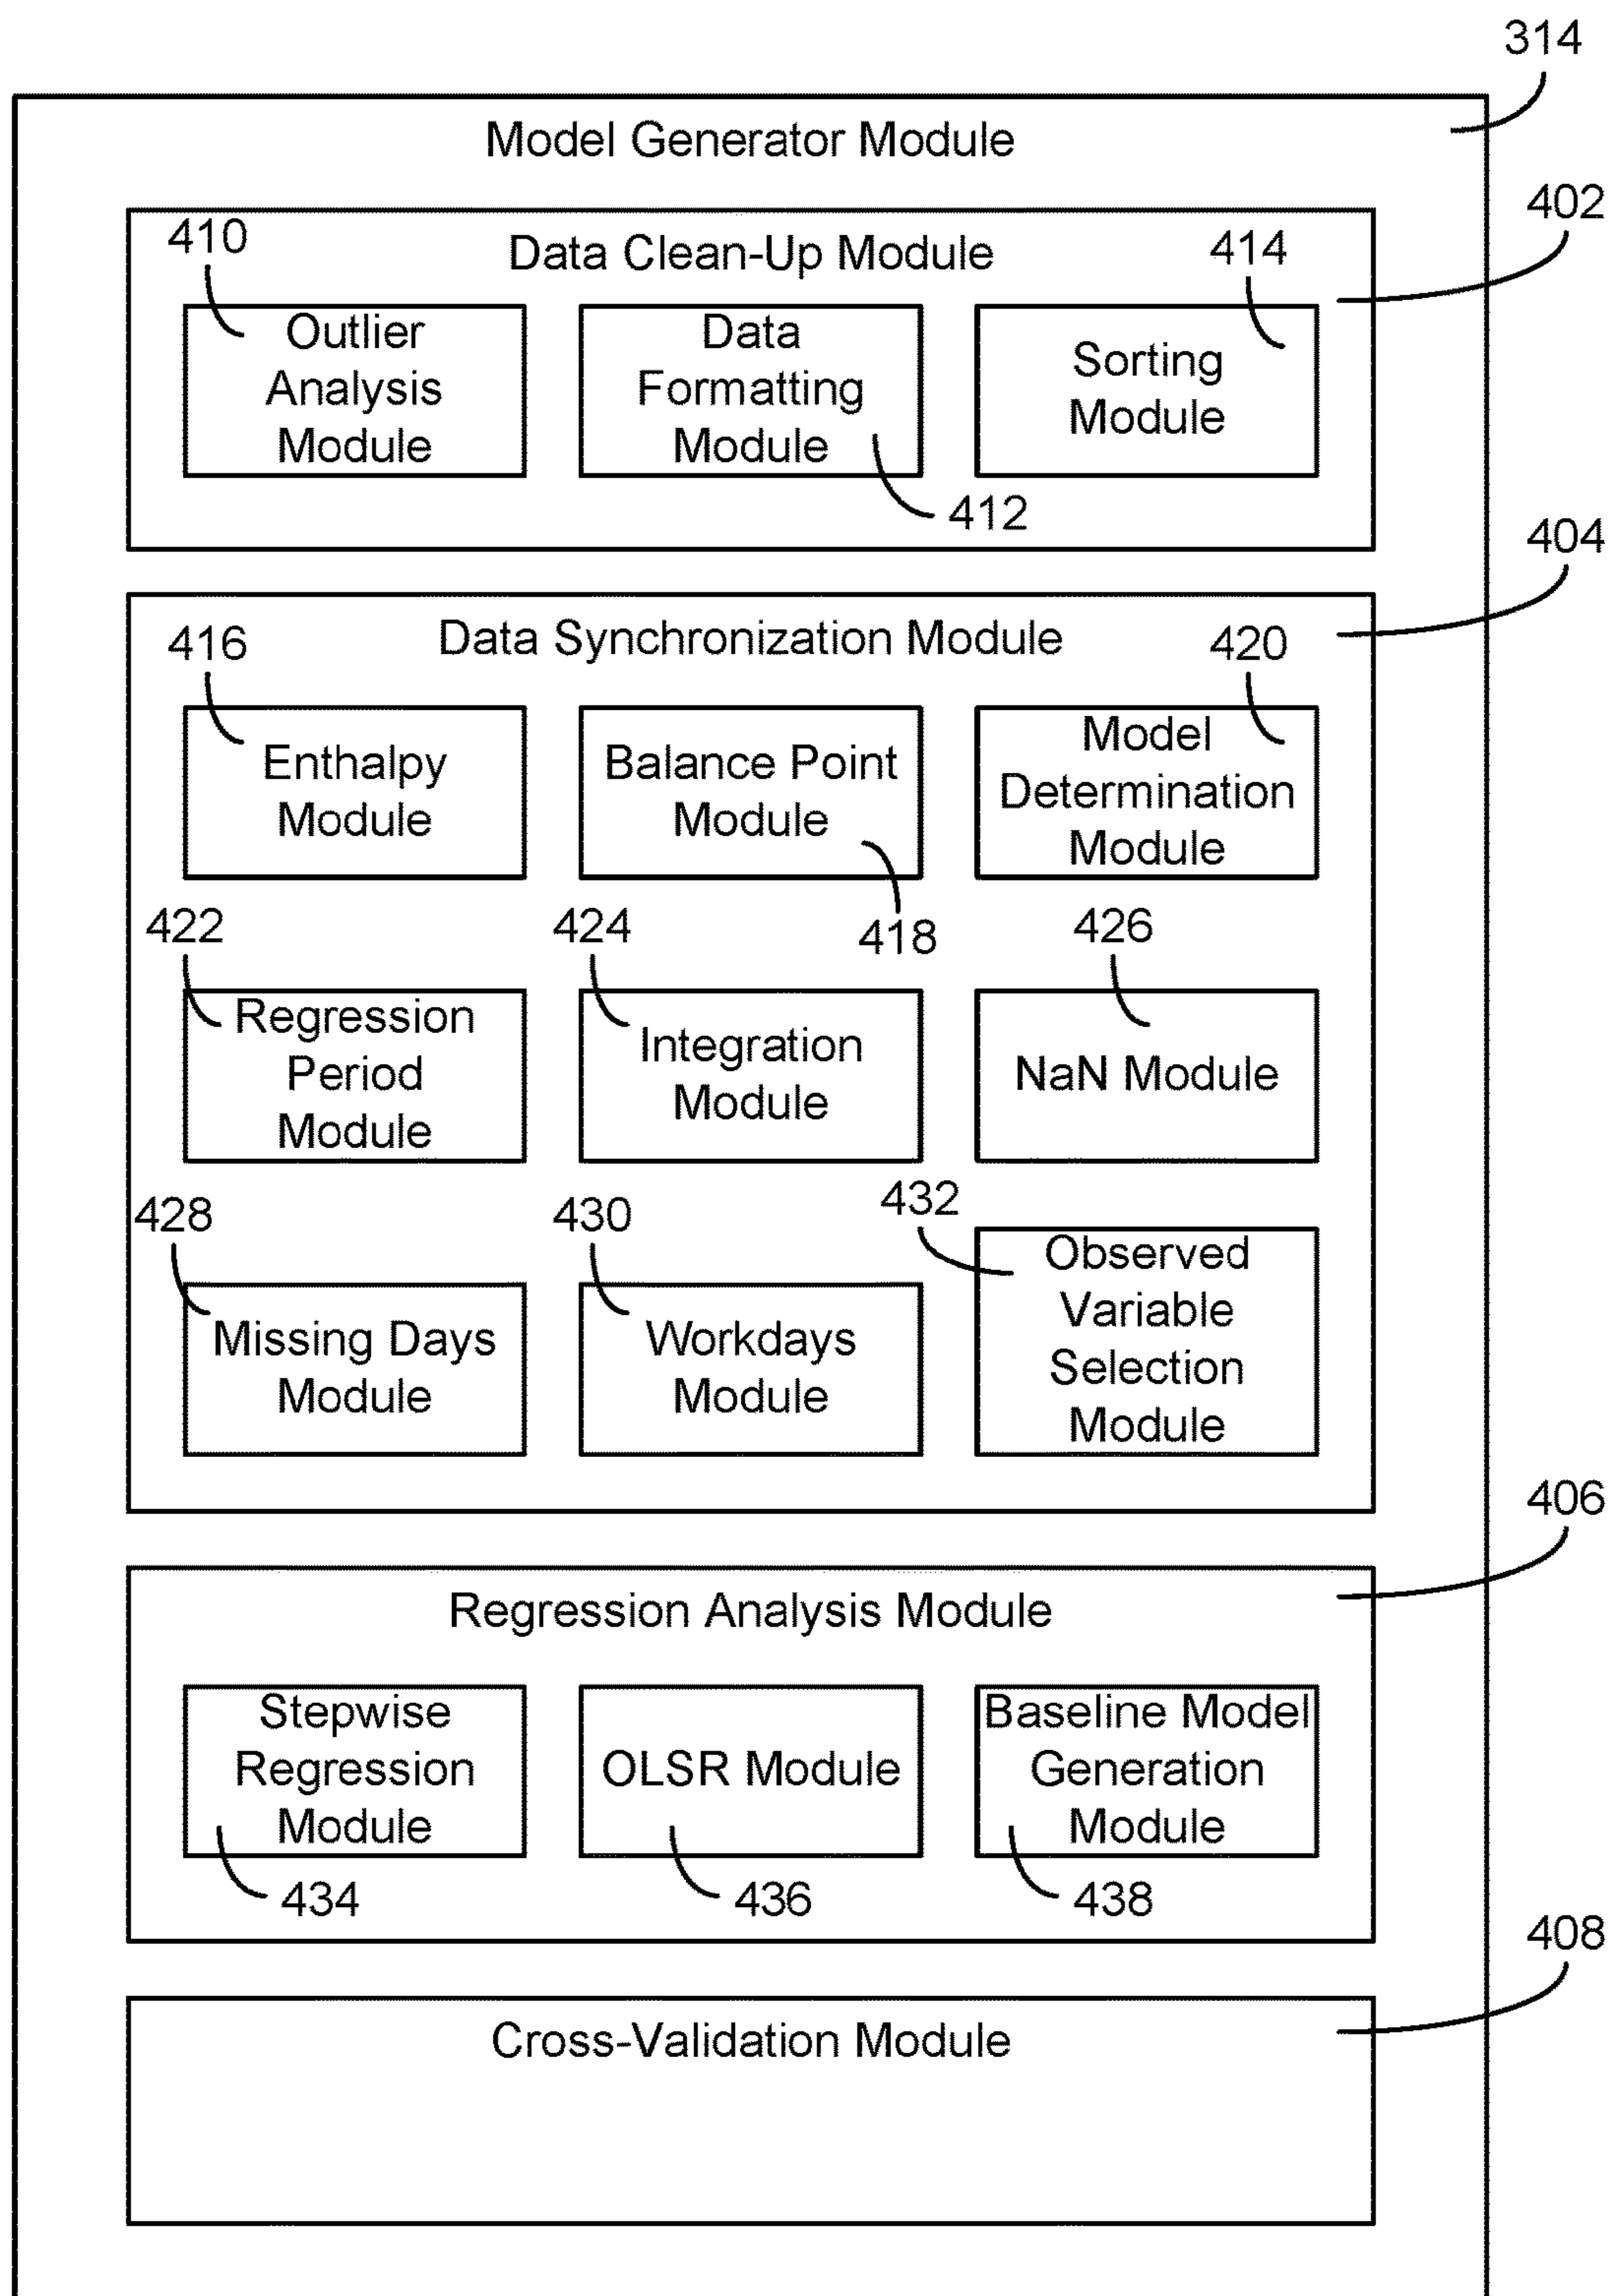 314
Model Generator Module
402
410
Data Clean-Up Module
414
Outlier
Analysis
Module
Data
Formatting
Module
Sorting
Module
412
404
416
Data Synchronization Module
420
Enthalpy
Module
Balance Point
Module
Model
Determination
Module
418
422
424
426
Regression
Period
Module
Integration
Module
NaN Module
428
430
432
Missing Days
Module
Workdays
Module
Observed
Variable
Selection
Module
406
Regression Analysis Module
Stepwise
Regression
Module
OLSR Module
Baseline Model
Generation
Module
434
436
438
408
Cross-Validation Module